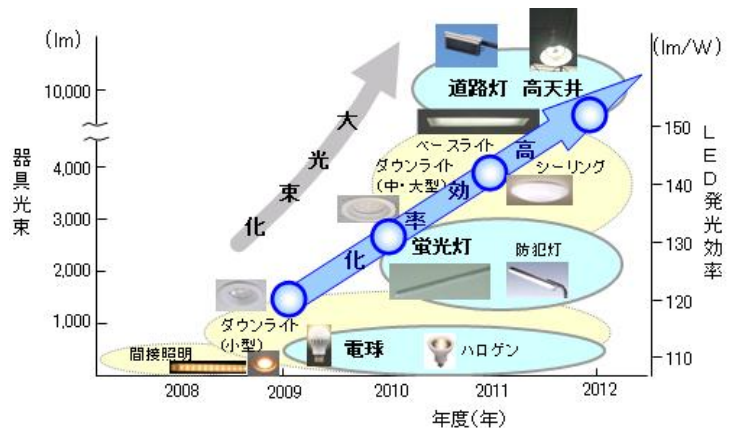 (lm)
(lm/W)
10,000
4,000
3,000
2,000
1,000
器具光束
150
140
130
120
110
LED発光効率
大光束化
高効率化
道路灯 高天井
ベースライト
ダウンライト
(中・大型)
シーリング
蛍光灯
防犯灯
ダウンライト
(小型)
間接照明
電球
ハロゲン
2008
2009
2010
2011
2012
年度(年)